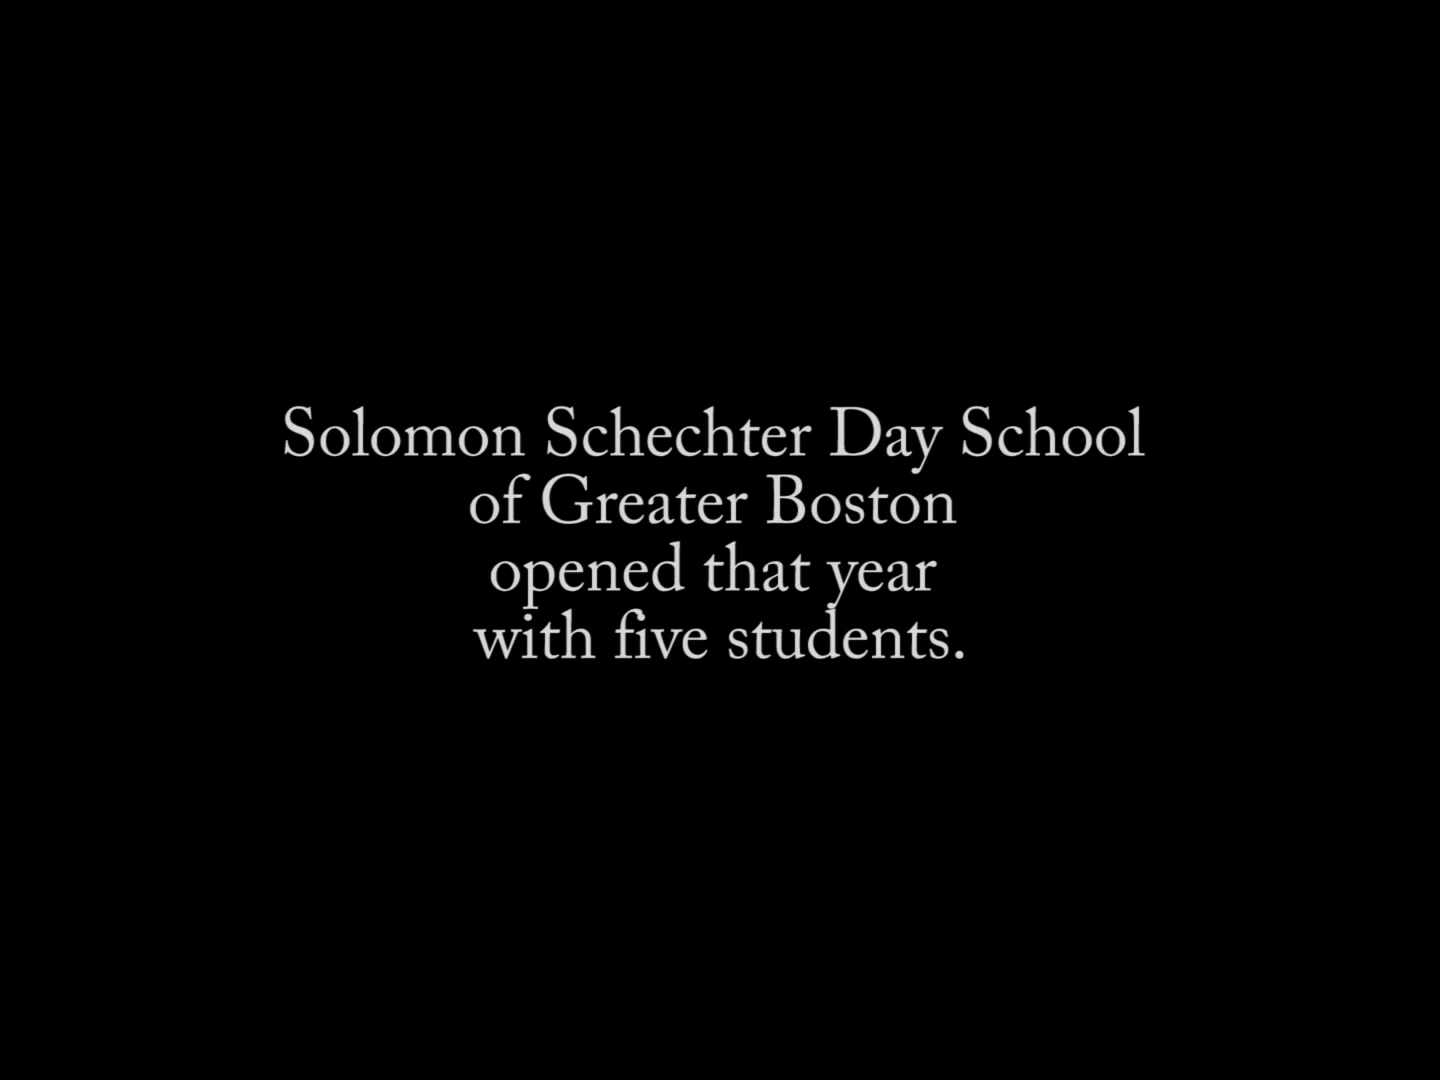 Solomon Schechter Day School
of Greater Boston
opened that year
with five students.